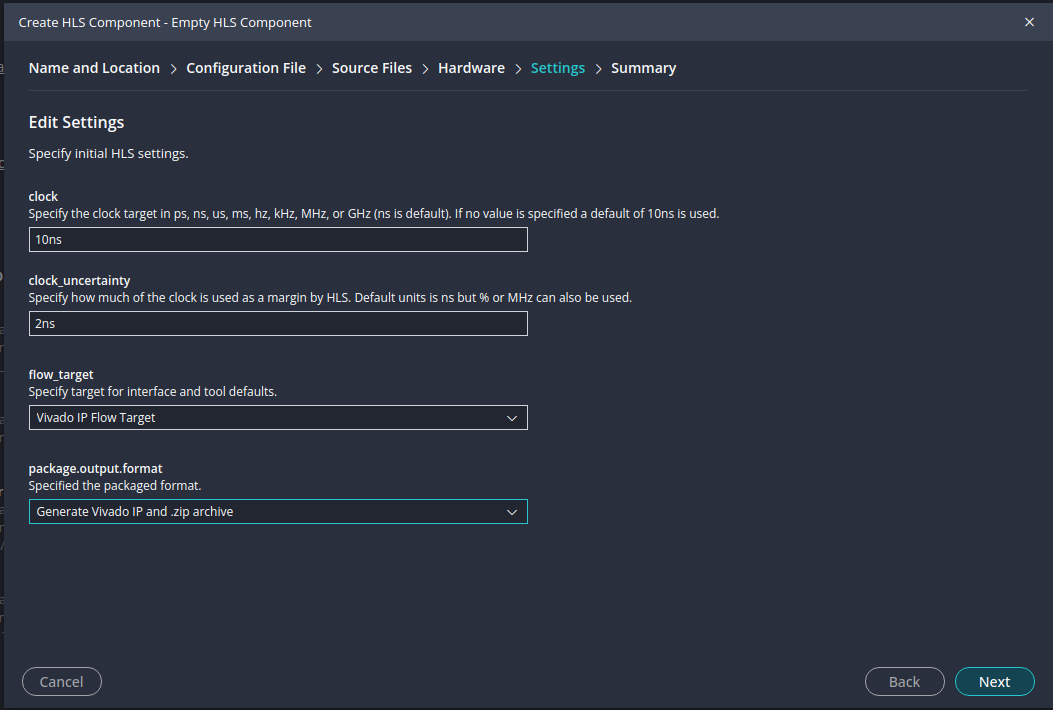 Create HLS Component - Empty HLS Component
Name and Location > Configuration File > Source Files > Hardware > Settings > Summary
Edit Settings
Specify initial HLS settings.
clock
Specify the clock target in ps, ns, us, ms, hz, kHz, MHz, or GHz (ns is default). If no value is specified a default of 10ns is used.
10ns
clock_uncertainty
Specify how much of the clock is used as a margin by HLS. Default units is ns but % or MHz can also be used.
2ns
flow_target
Specify target for interface and tool defaults.
Vivado IP Flow Target
package.output.format
Specified the packaged format.
Generate Vivado IP and .zip archive
Cancel Back Next